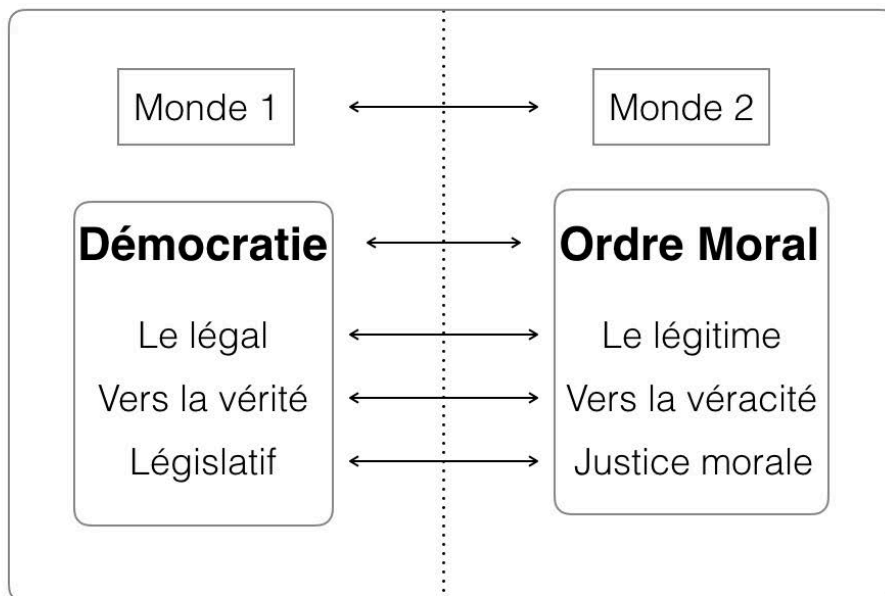 Monde 1
Monde 2
Démocratie
Ordre Moral
Le légal
Le légitime
Vers la vérité
Vers la véracité
Législatif
Justice morale